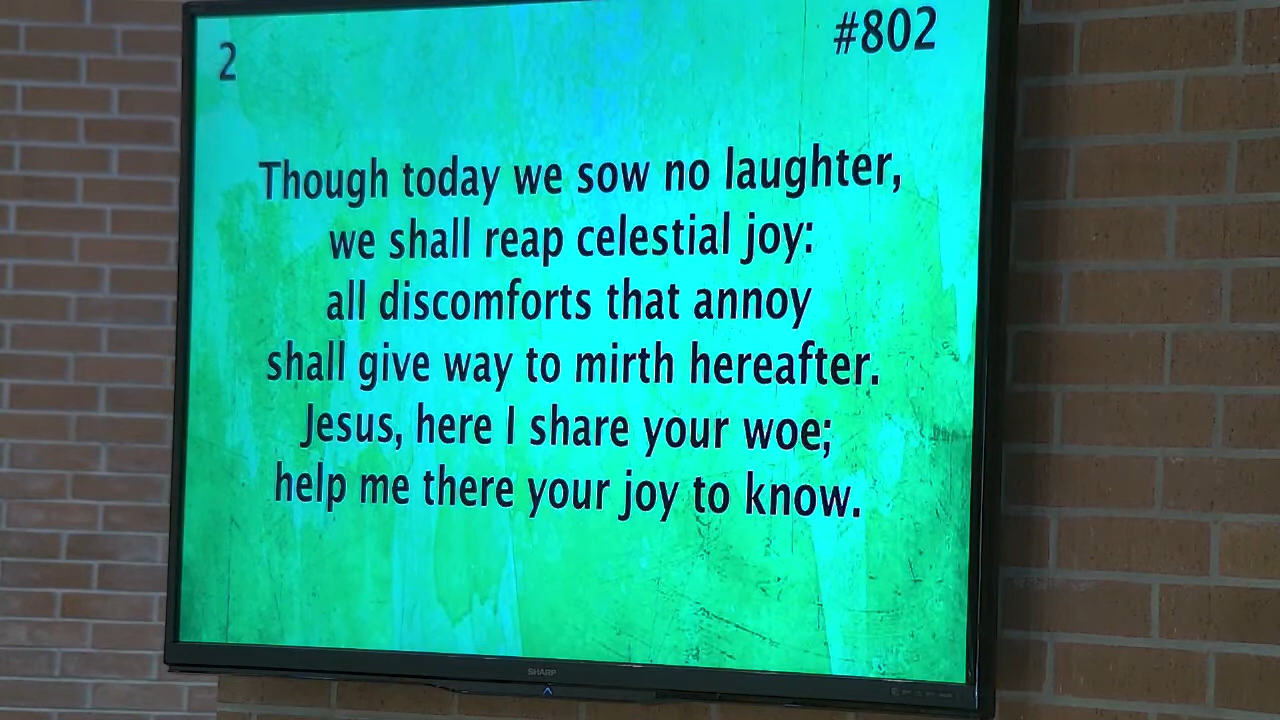 2
#802
Though today we sow no laughter,
we shall reap celestial joy:
all discomforts that annoy
shall give way to mirth hereafter.
Jesus, here I share your woe;
help me there your joy to know.
SHARP